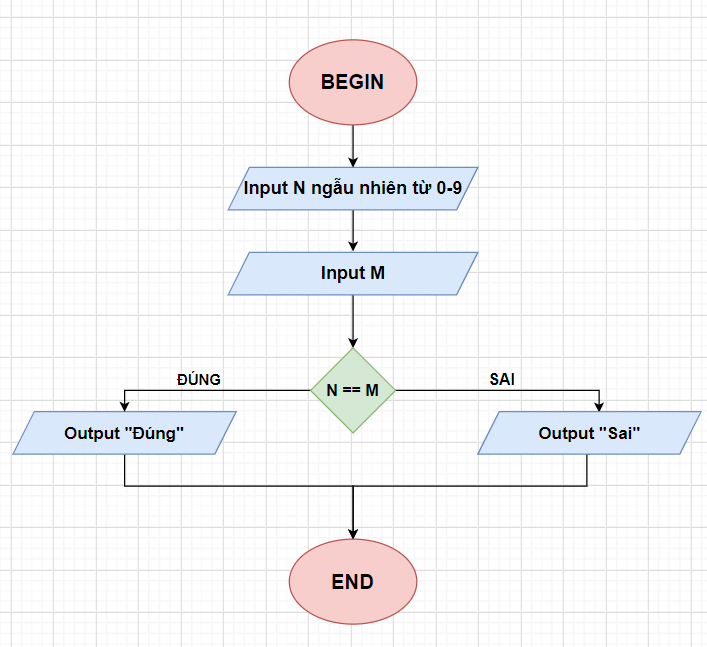 BEGIN
Input N ngẫu nhiên từ 0-9
Input M
N == M
ĐÚNG
SAI
Output "Đúng"
Output "Sai"
END